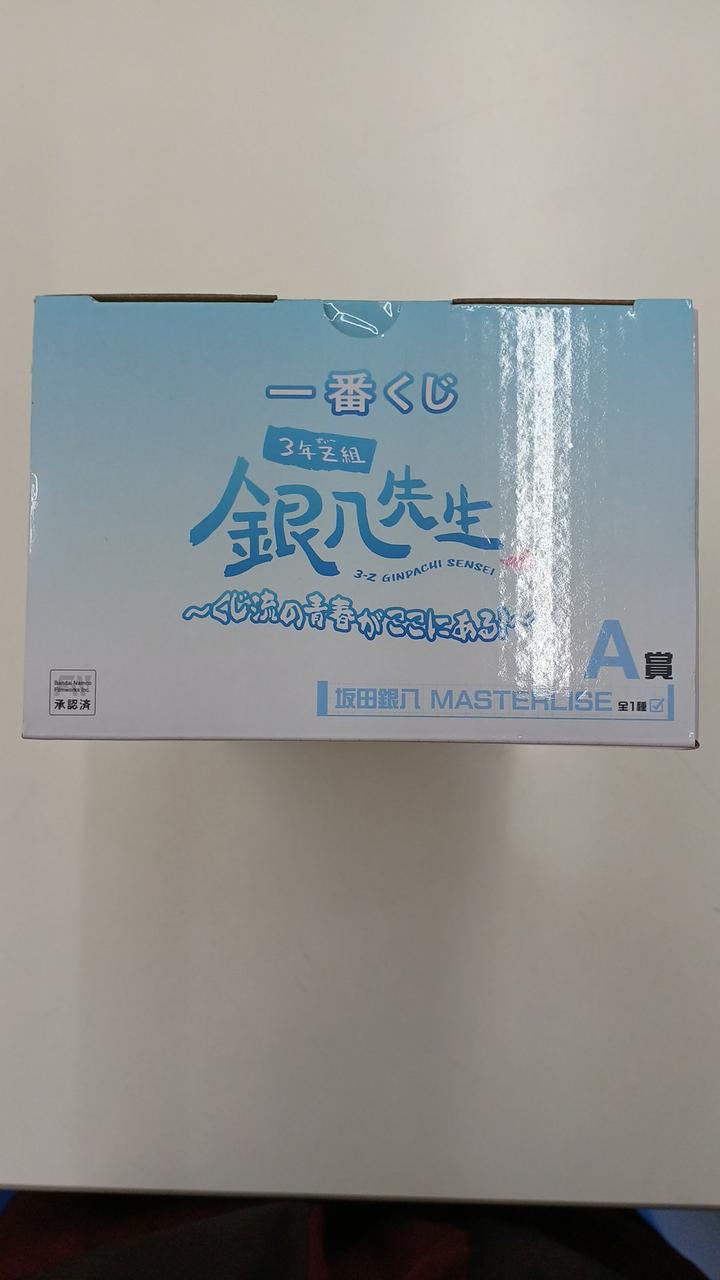 一番くじ
3年Z組
銀八先生
3-Z GINPACHI SENSEI
～くじ流の青春がここにある!～
A賞
坂田銀八 MASTERLISE 全1種
Bandai Namco
Filmworks Inc.
承認済